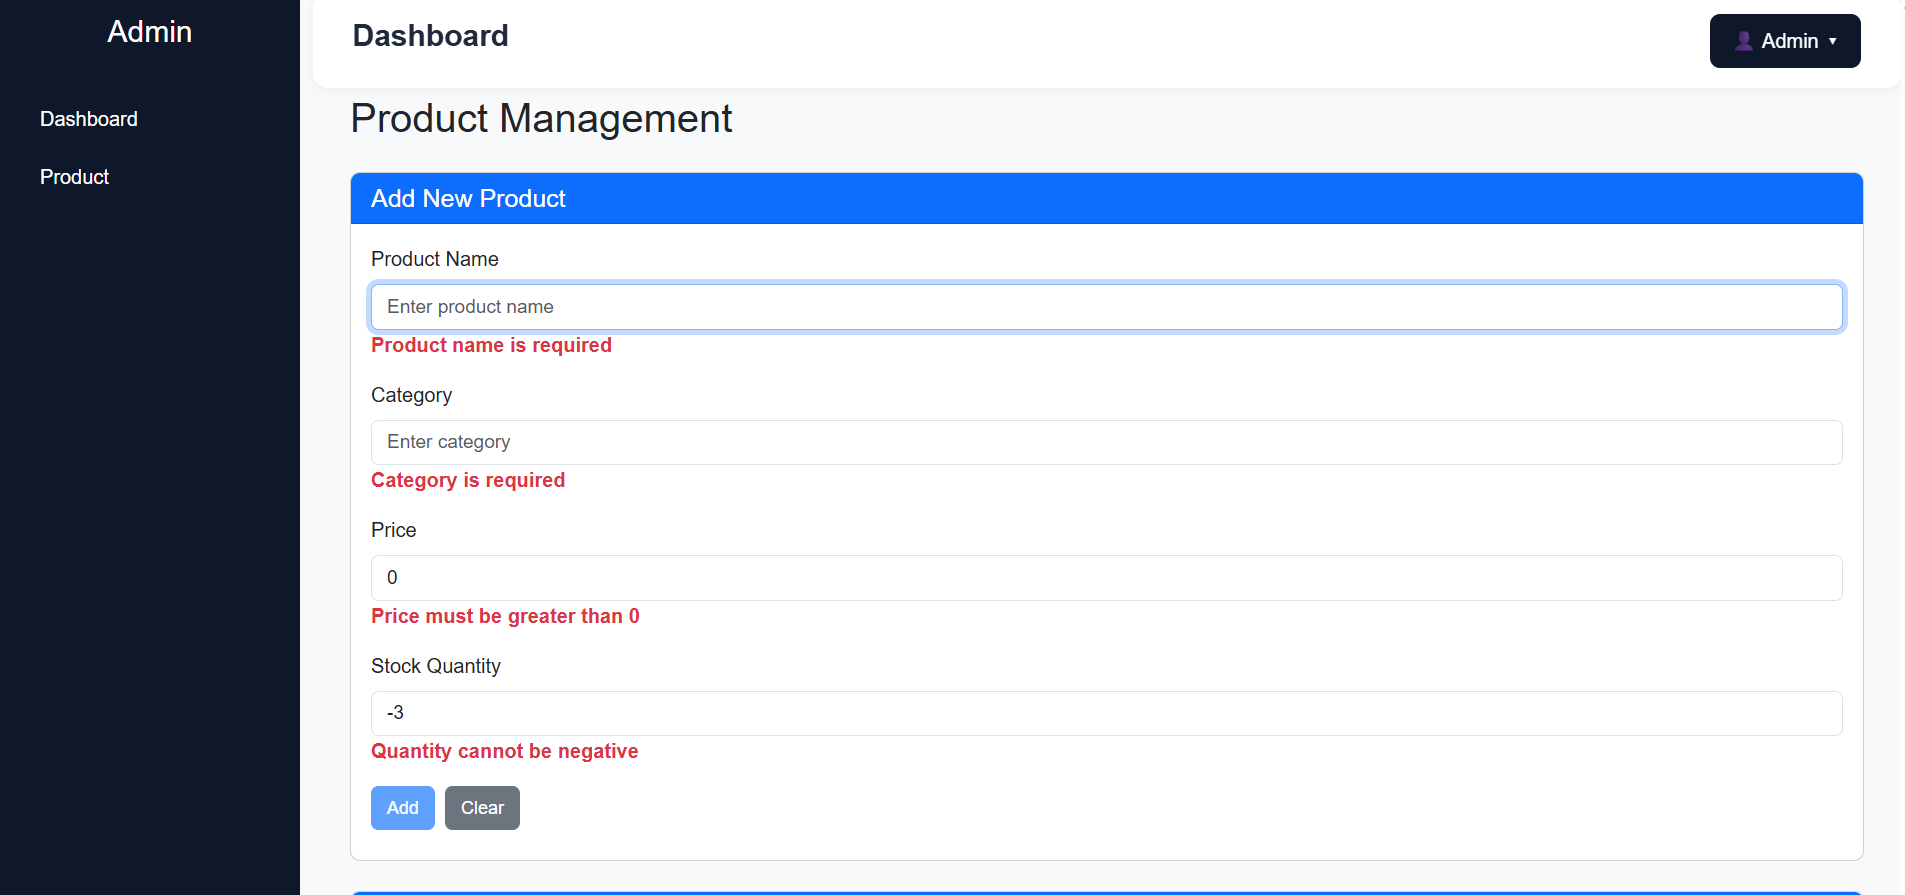 Admin
Dashboard
Product
Dashboard
Admin
Product Management
Add New Product
Product Name
Enter product name
Product name is required
Category
Enter category
Category is required
Price
0
Price must be greater than 0
Stock Quantity
-3
Quantity cannot be negative
Add Clear